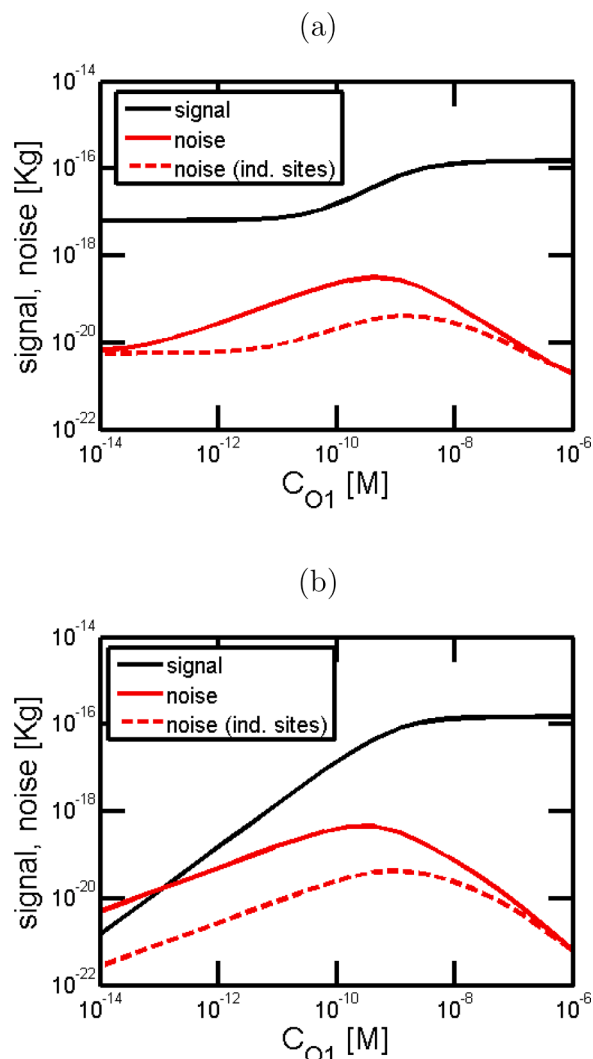 (a)
10^-14
signal
noise
noise (ind. sites)
10^-16
10^-18
10^-20
10^-22
signal, noise [Kg]
10^-14 10^-12 10^-10 10^-8 10^-6
C_O1 [M]
(b)
10^-14
signal
noise
noise (ind. sites)
10^-16
10^-18
10^-20
10^-22
signal, noise [Kg]
10^-14 10^-12 10^-10 10^-8 10^-6
C_O1 [M]